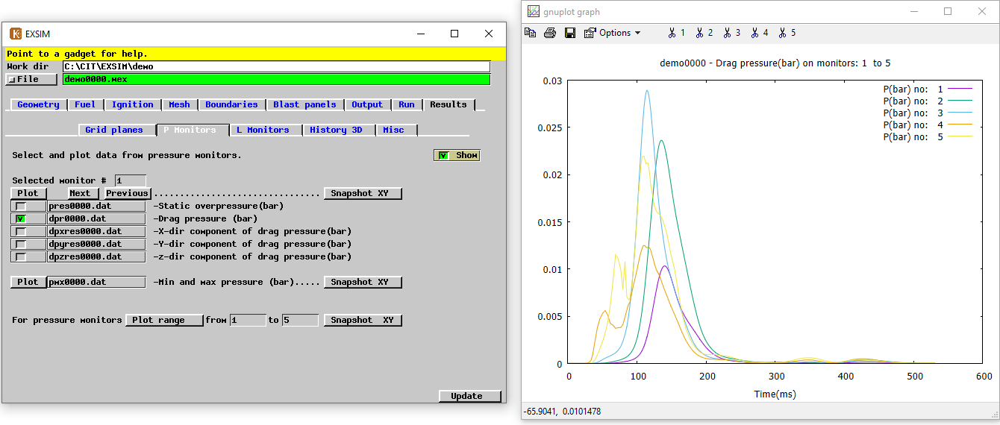 EXSIM
Point to a gadget for help.
Work dir C:\CIT\EXSIM\demo
File demo0000.mex
Geometry Fuel Ignition Mesh Boundaries Blast panels Output Run Results
Grid planes P Monitors L Monitors History 3D Misc
Select and plot data from pressure monitors. Show
Selected monitor # 1
Plot Next Previous ............................. Snapshot XY
pres0000.dat -Static overpressure(bar)
dpr0000.dat -Drag pressure (bar)
dpxres0000.dat -X-dir component of drag pressure(bar)
dpyres0000.dat -Y-dir component of drag pressure(bar)
dpzres0000.dat -z-dir component of drag pressure(bar)
Plot pmx0000.dat -Min and max pressure (bar)..... Snapshot XY
For pressure monitors Plot range from 1 to 5 Snapshot XY
Update
gnuplot graph
Options 1 2 3 4 5
demo0000 - Drag pressure(bar) on monitors: 1 to 5
0.03
0.025
0.02
0.015
0.01
0.005
0
P(bar) no: 1
P(bar) no: 2
P(bar) no: 3
P(bar) no: 4
P(bar) no: 5
0 100 200 300 400 500 600
Time(ms)
-65.9041, 0.0101478